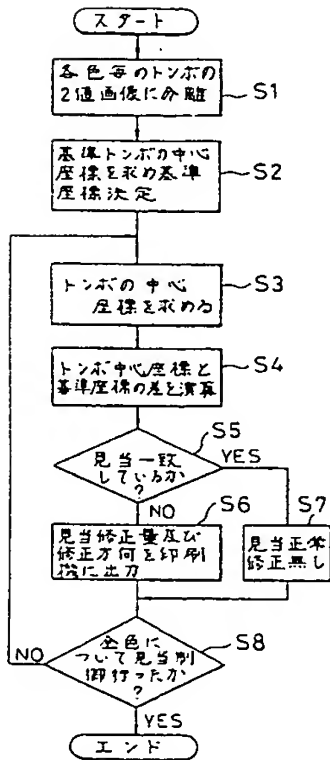 スタート
各色毎のトンボの
2値画像に分離
S1
基準トンボの中心
座標を求め基準
座標決定
S2
トンボの中心
座標を求める
S3
トンボ中心座標と
基準座標の差を演算
S4
見当一致
しているか
?
S5
YES
NO
見当修正量及び
修正方向を印刷
機に出力
S6
見当正常
修正無し
S7
全色に
ついて見当制
御行ったか
?
S8
NO
YES
エンド